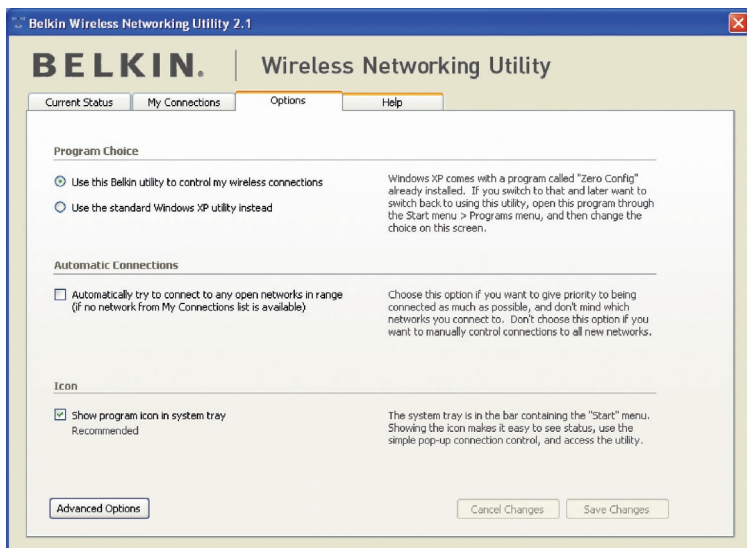 Belkin Wireless Networking Utility 2.1
BELKIN. | Wireless Networking Utility
Current Status
My Connections
Options
Help
Program Choice
Use this Belkin utility to control my wireless connections
Use the standard Windows XP utility instead
Windows XP comes with a program called "Zero Config"
already installed. If you switch to that and later want to
switch back to using this utility, open this program through
the Start menu > Programs menu, and then change the
choice on this screen.
Automatic Connections
Automatically try to connect to any open networks in range
(if no network from My Connections list is available)
Choose this option if you want to give priority to being
connected as much as possible, and don't mind which
networks you connect to. Don't choose this option if you
want to manually control connections to all new networks.
Icon
Show program icon in system tray
Recommended
The system tray is in the bar containing the "Start" menu.
Showing the icon makes it easy to see status, use the
simple pop-up connection control, and access the utility.
Advanced Options
Cancel Changes
Save Changes